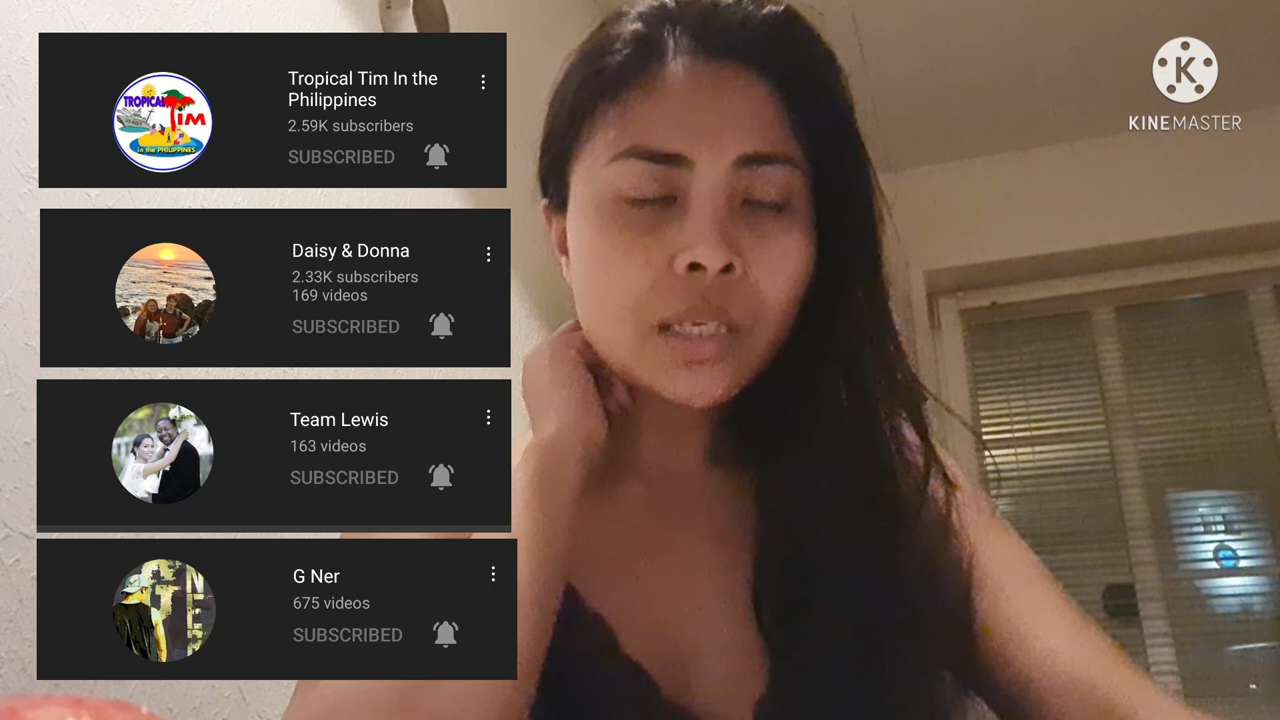 Tropical Tim In the
Philippines
2.59K subscribers
SUBSCRIBED
TROPICAL
TIM
in the PHILIPPINES
Daisy & Donna
2.33K subscribers
169 videos
SUBSCRIBED
Team Lewis
163 videos
SUBSCRIBED
G Ner
675 videos
SUBSCRIBED
K
KINEMASTER